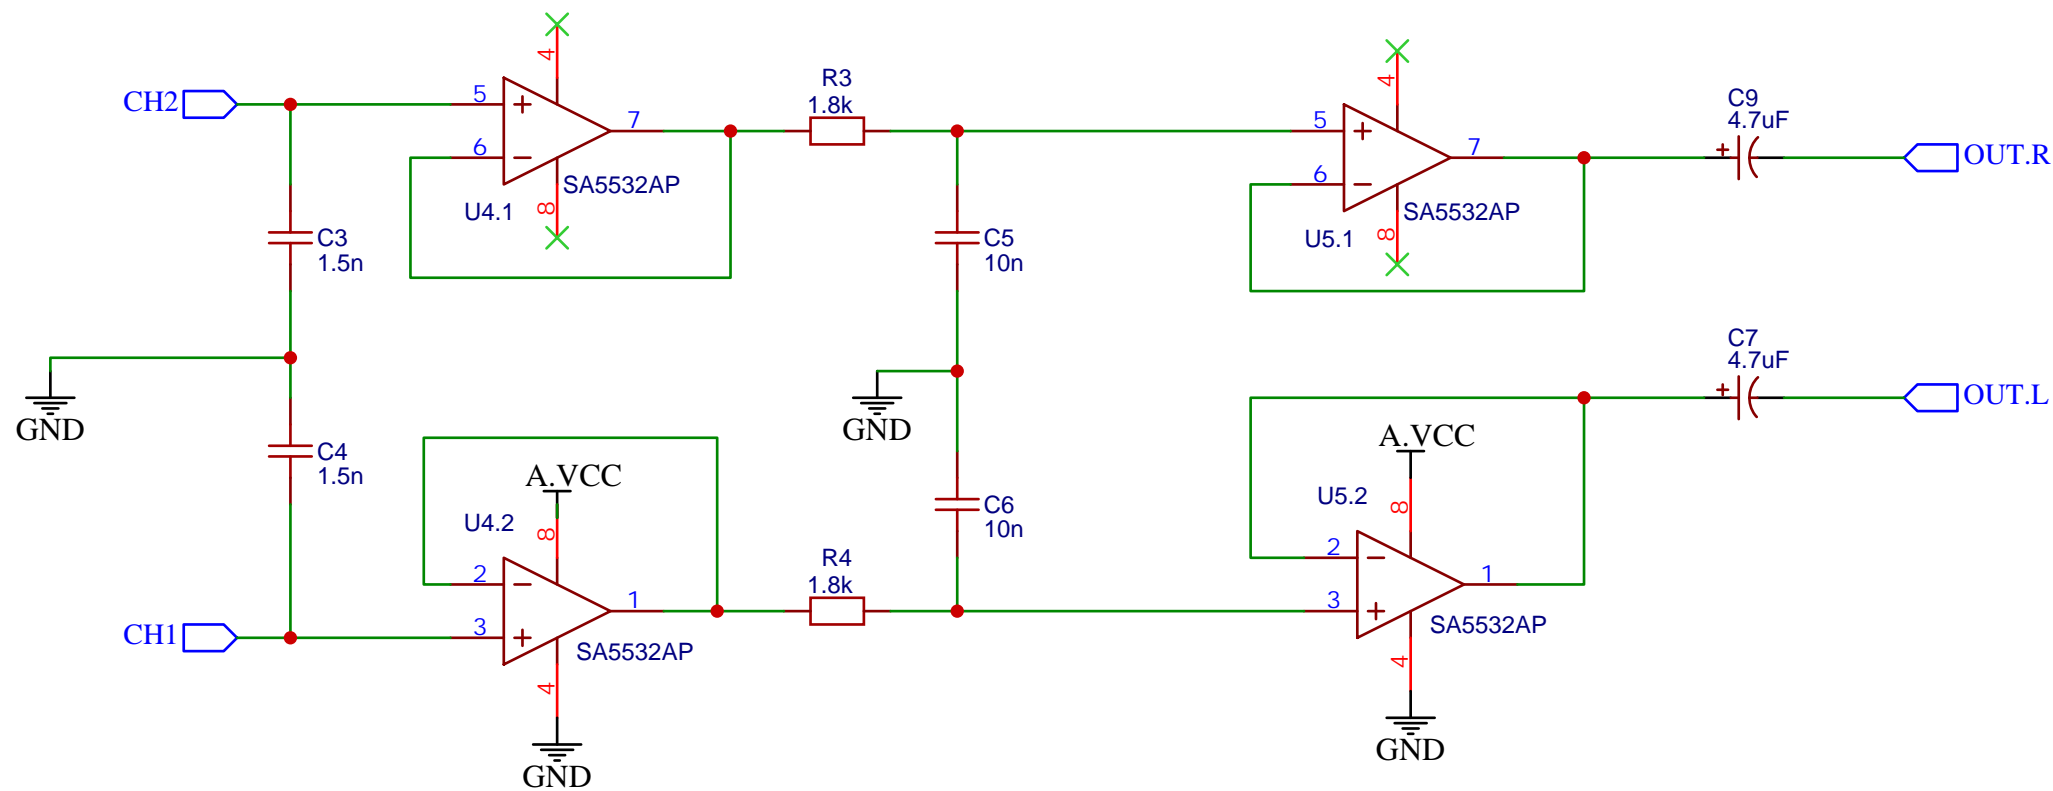 4
R3
1.8k
CH2
5
+
7
6
−
8
SA5532AP
U4.1
C3
1.5n
C5
10n
4
5
+
7
6
−
8
SA5532AP
U5.1
C9
4.7uF
+
OUT.R
GND
GND
C7
4.7uF
+
OUT.L
C4
1.5n
A.VCC
U4.2
8
2
−
1
CH1
3
+
SA5532AP
4
GND
C6
10n
R4
1.8k
A.VCC
U5.2
8
2
−
1
3
+
SA5532AP
4
GND